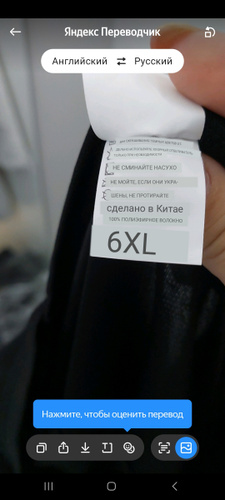 Яндекс Переводчик
Английский
Русский
НЕ СМИНАЙТЕ НАСУХО
НЕ МОЙТЕ, ЕСЛИ ОНИ УКРА-
ШЕНЫ, НЕ ПРОТИРАЙТЕ
сделано в Китае
100% ПОЛИЭФИРНОЕ ВОЛОКНО
6XL
Нажмите, чтобы оценить перевод